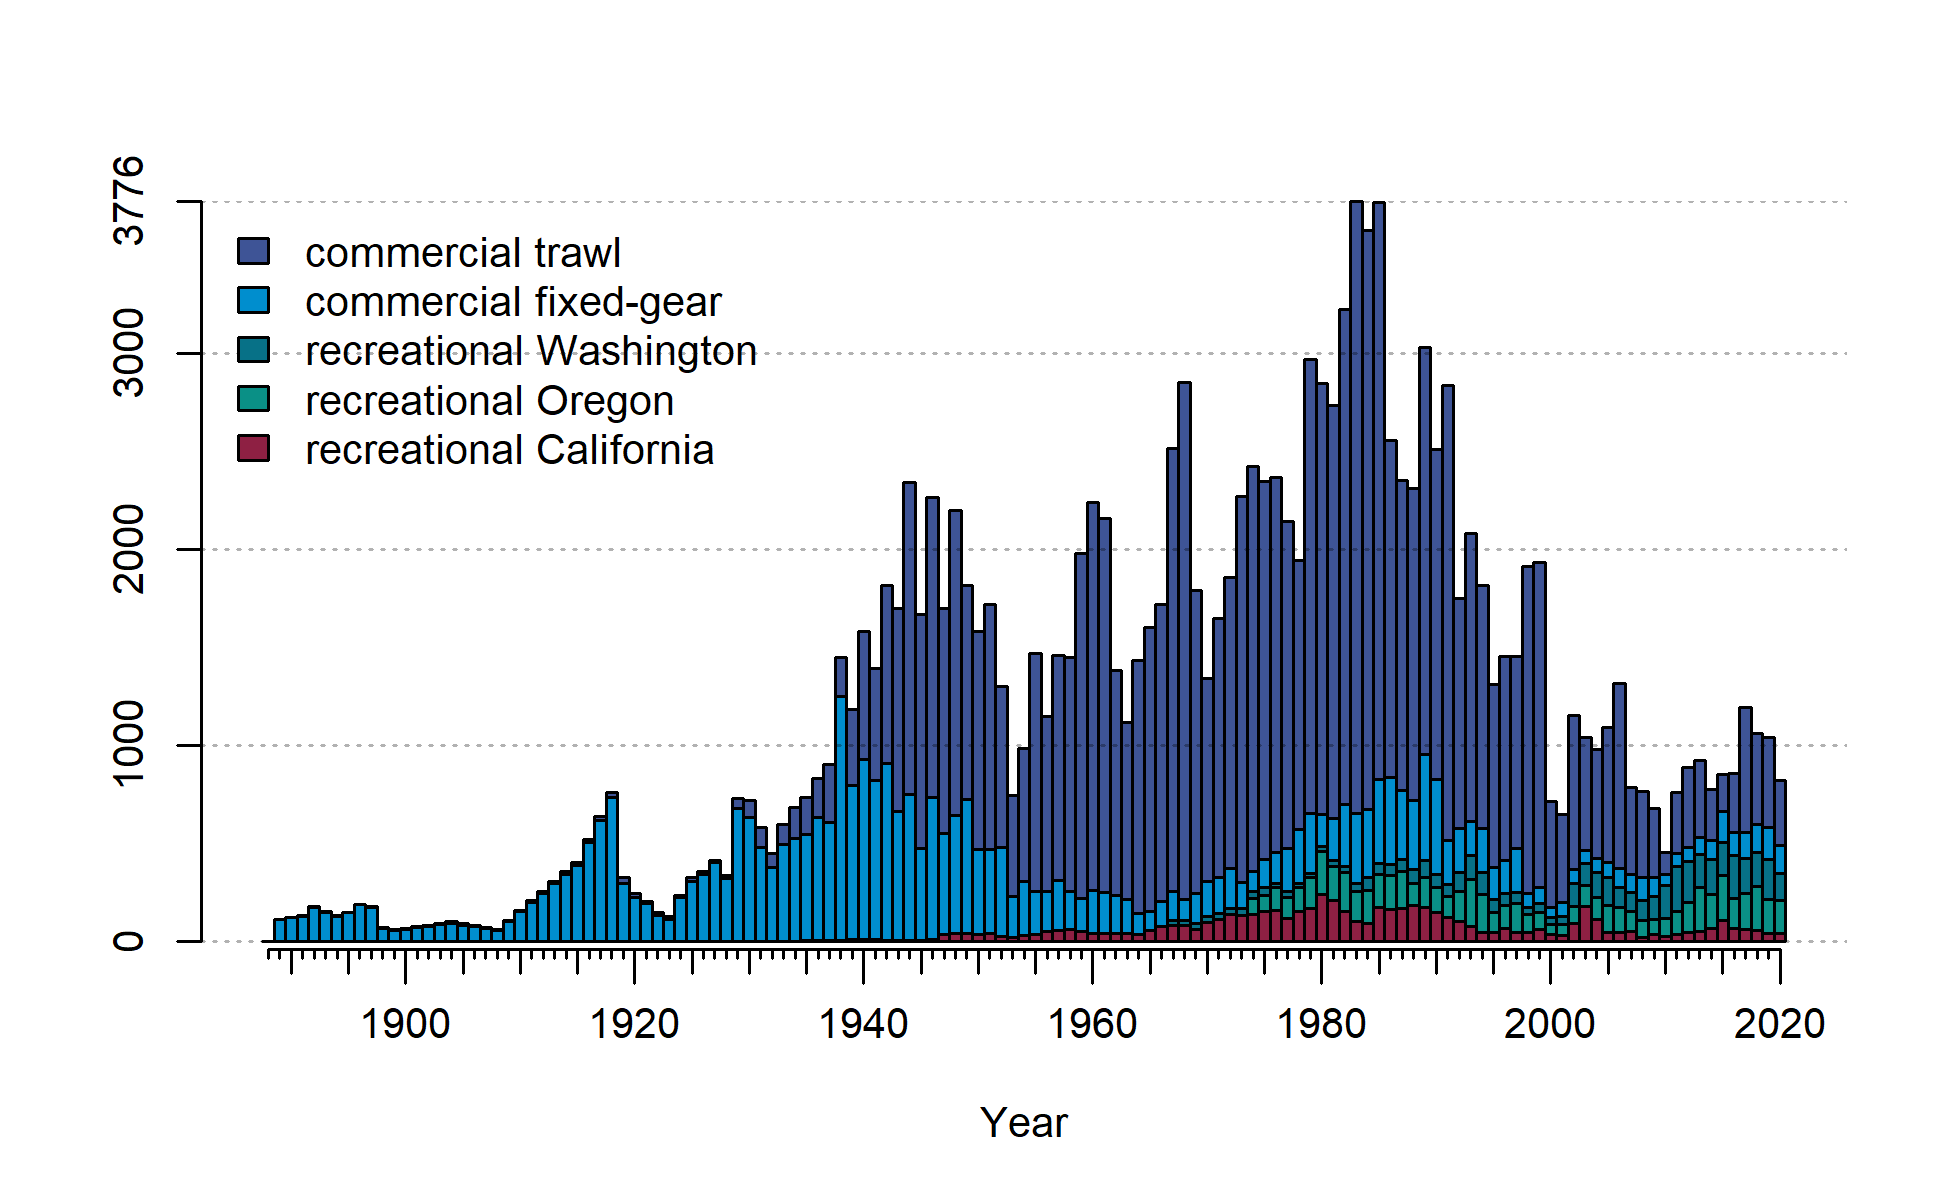 3776
3000
2000
1000
0
commercial trawl
commercial fixed-gear
recreational Washington
recreational Oregon
recreational California
1900 1920 1940 1960 1980 2000 2020
Year